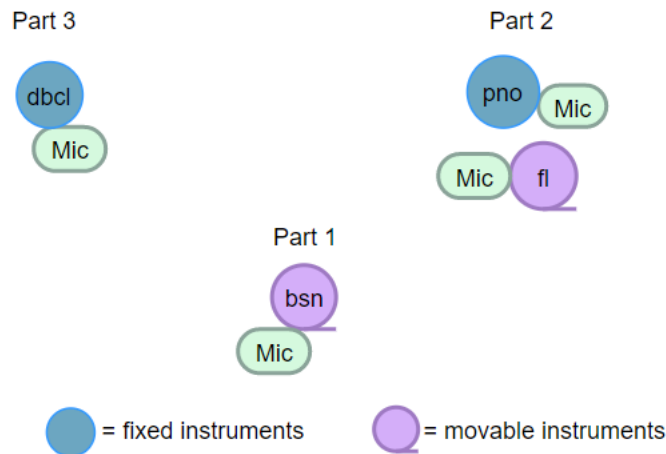 Part 3
Part 2
dbcl
pno
Mic
Mic
Mic
fl
Part 1
bsn
Mic
= fixed instruments
= movable instruments